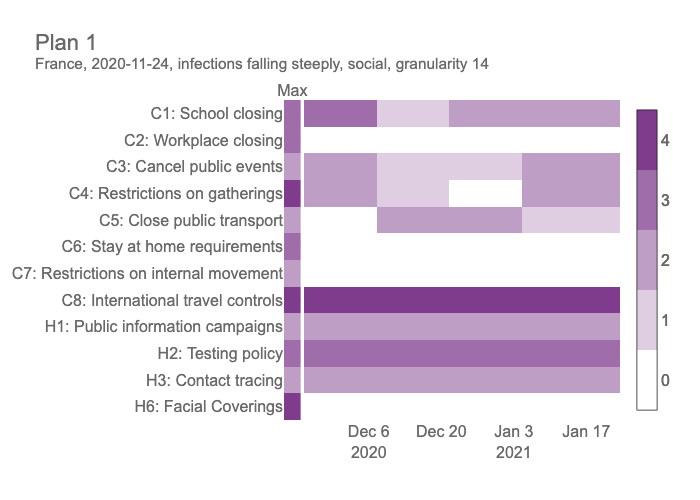 Plan 1
France, 2020-11-24, infections falling steeply, social, granularity 14
Max
C1: School closing
C2: Workplace closing
C3: Cancel public events
C4: Restrictions on gatherings
C5: Close public transport
C6: Stay at home requirements
C7: Restrictions on internal movement
C8: International travel controls
H1: Public information campaigns
H2: Testing policy
H3: Contact tracing
H6: Facial Coverings
4
3
2
1
0
Dec 6 Dec 20 Jan 3 Jan 17
2020 2021